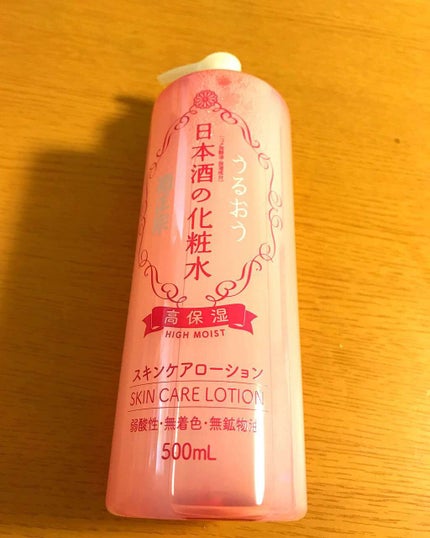 うるおう
日本酒の化粧水
高保湿
HIGH MOIST
スキンケアローション
SKIN CARE LOTION
弱酸性・無着色・無鉱物油
500mL